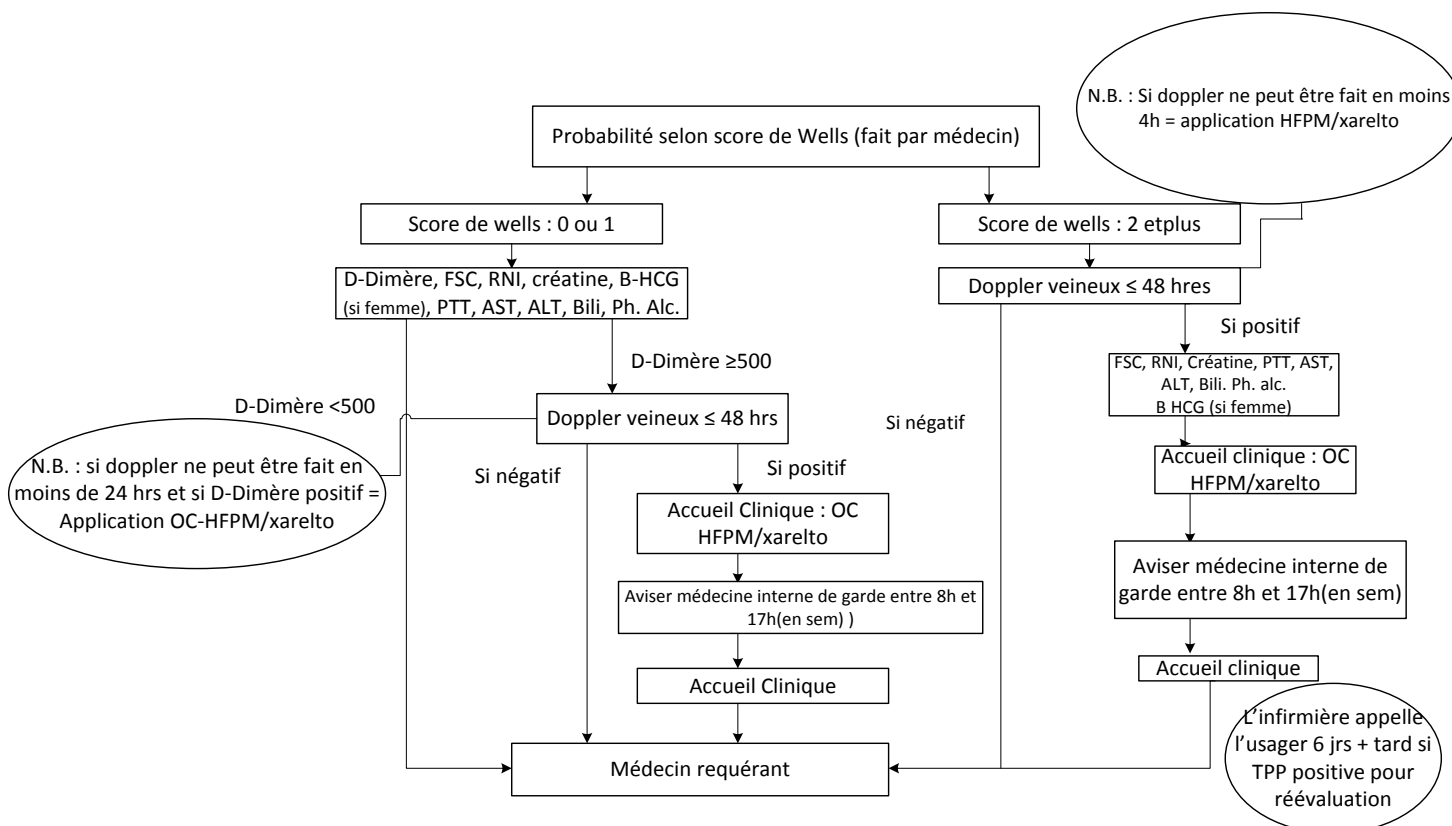 N.B. : Si doppler ne peut être fait en moins
4h = application HFPM/xarelto
Probabilité selon score de Wells (fait par médecin)
Score de wells : 0 ou 1
Score de wells : 2 etplus
D-Dimère, FSC, RNI, créatine, B-HCG
(si femme), PTT, AST, ALT, Bili, Ph. Alc.
Doppler veineux ≤ 48 hres
Si positif
D-Dimère ≥500
FSC, RNI, Créatine, PTT, AST,
ALT, Bili. Ph. alc.
B HCG (si femme)
D-Dimère <500
Doppler veineux ≤ 48 hrs
Si négatif
N.B. : si doppler ne peut être fait en
moins de 24 hrs et si D-Dimère positif =
Application OC-HFPM/xarelto
Si négatif
Si positif
Accueil clinique : OC
HFPM/xarelto
Accueil Clinique : OC
HFPM/xarelto
Aviser médecine interne de
garde entre 8h et 17h(en sem)
Aviser médecine interne de garde entre 8h et
17h(en sem) )
Accueil clinique
Accueil Clinique
L'infirmière appelle
l'usager 6 jrs + tard si
TPP positive pour
réévaluation
Médecin requérant